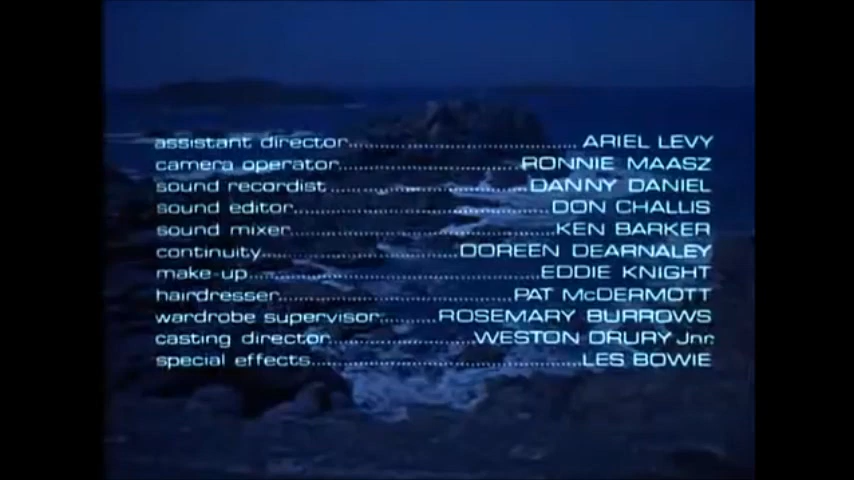 assistant director................................ARIEL LEVY
camera operator..........................RONNIE MAASZ
sound recordist............................DANNY DANIEL
sound editor.....................................DON CHALLIS
sound mixer.....................................KEN BARKER
continuity............................DOREEN DEARNALEY
make-up..........................................EDDIE KNIGHT
hairdresser.................................PAT McDERMOTT
wardrobe supervisor.........ROSEMARY BURROWS
casting director.....................WESTON DRURY Jnr.
special effects......................................LES BOWIE